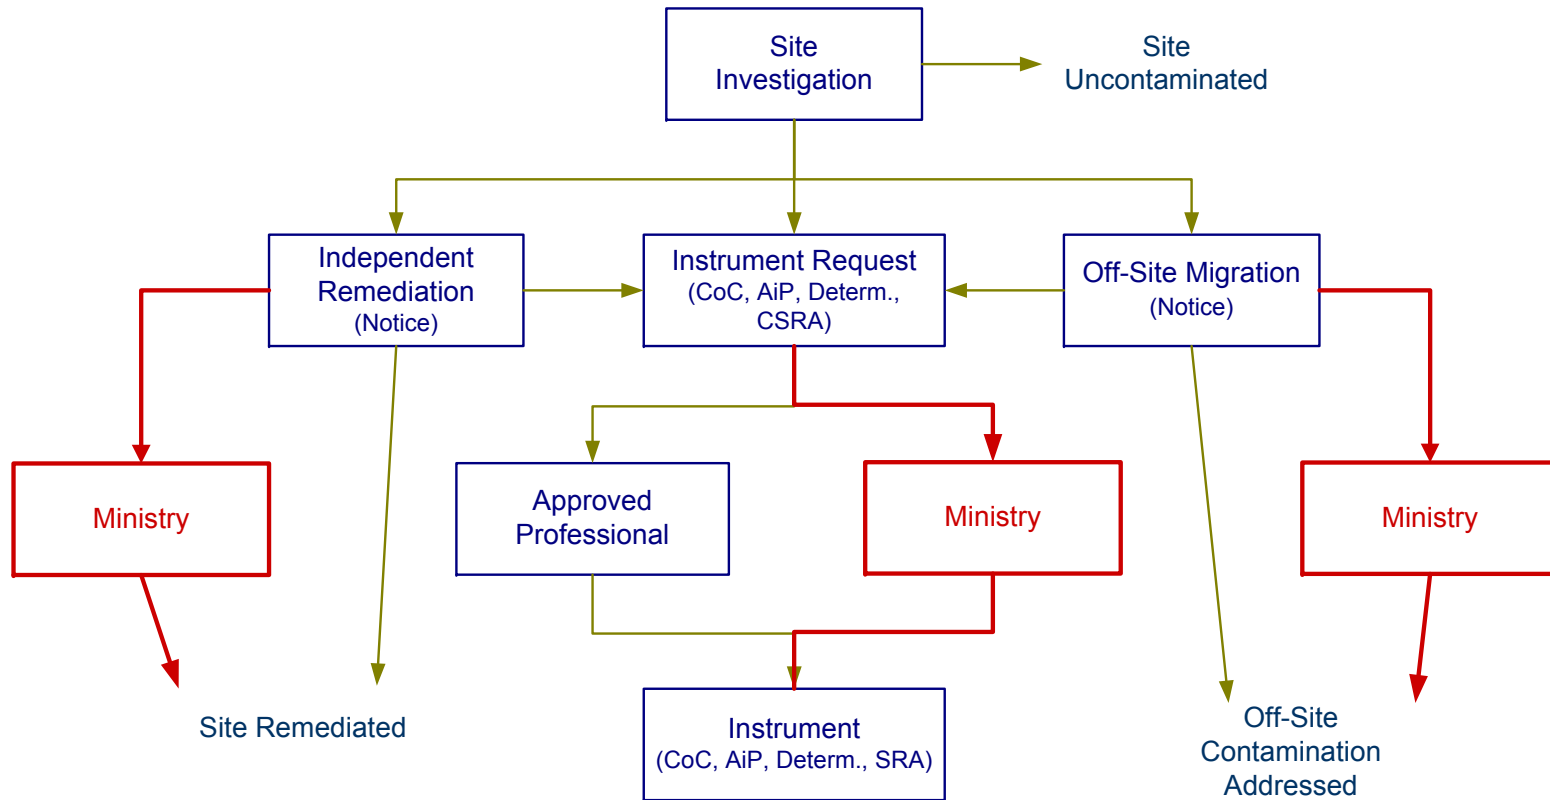 Site
Investigation
Site
Uncontaminated
Independent
Remediation
(Notice)
Instrument Request
(CoC, AiP, Determ.,
CSRA)
Off-Site Migration
(Notice)
Ministry
Approved
Professional
Ministry
Ministry
Site Remediated
Instrument
(CoC, AiP, Determ., SRA)
Off-Site
Contamination
Addressed